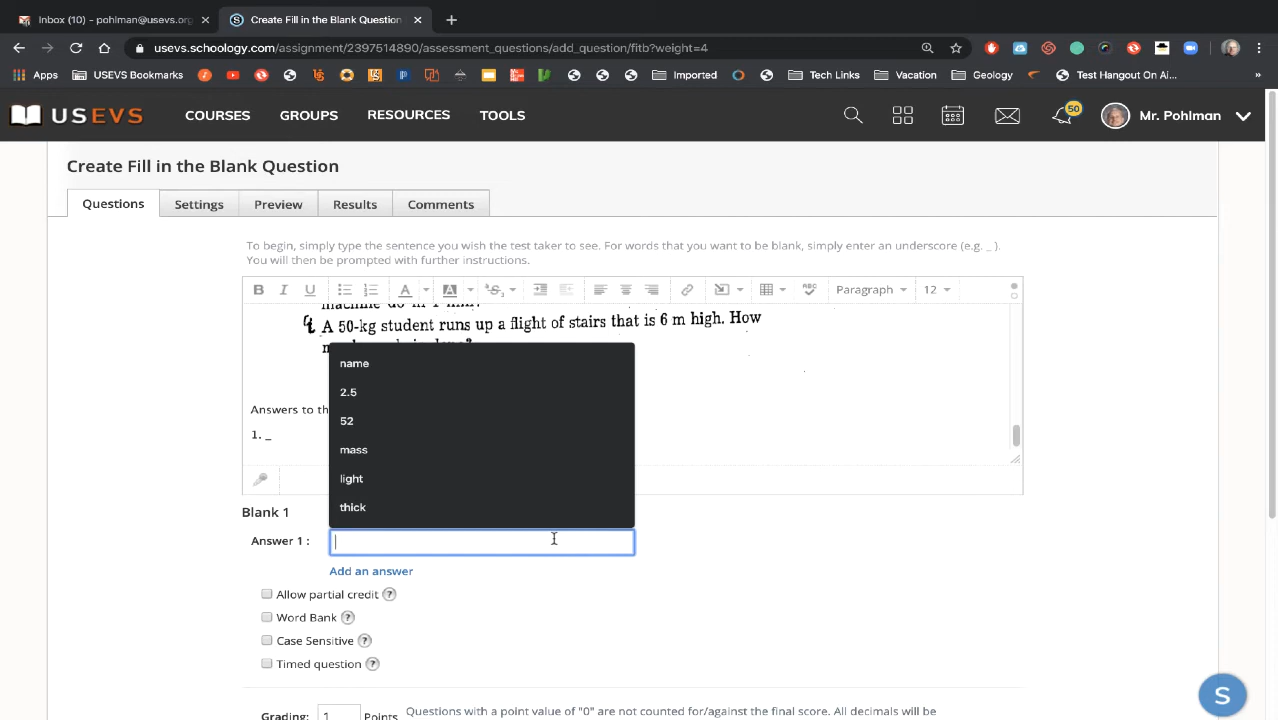 Inbox (10) – pohlman@usevs.org
Create Fill in the Blank Question
usevs.schoology.com/assignment/2397514890/assessment_questions/add_question/fitb?weight=4
Apps
USEVS Bookmarks
Imported
Tech Links
Vacation
Geology
Test Hangout On Ai...
»
USEVS
COURSES
GROUPS
RESOURCES
TOOLS
50
Mr. Pohlman
Create Fill in the Blank Question
Questions
Settings
Preview
Results
Comments
To begin, simply type the sentence you wish the test taker to see. For words that you want to be blank, simply enter an underscore (e.g. _ ).
You will then be prompted with further instructions.
B I U A A S ABC Paragraph 12
A 50-kg student runs up a flight of stairs that is 6 m high. How
Answers to th
1. _
name
2.5
52
mass
light
thick
Blank 1
Answer 1 :
Add an answer
Allow partial credit ?
Word Bank ?
Case Sensitive ?
Timed question ?
Grading: 1 Points Questions with a point value of "0" are not counted for/against the final score. All decimals will be
S